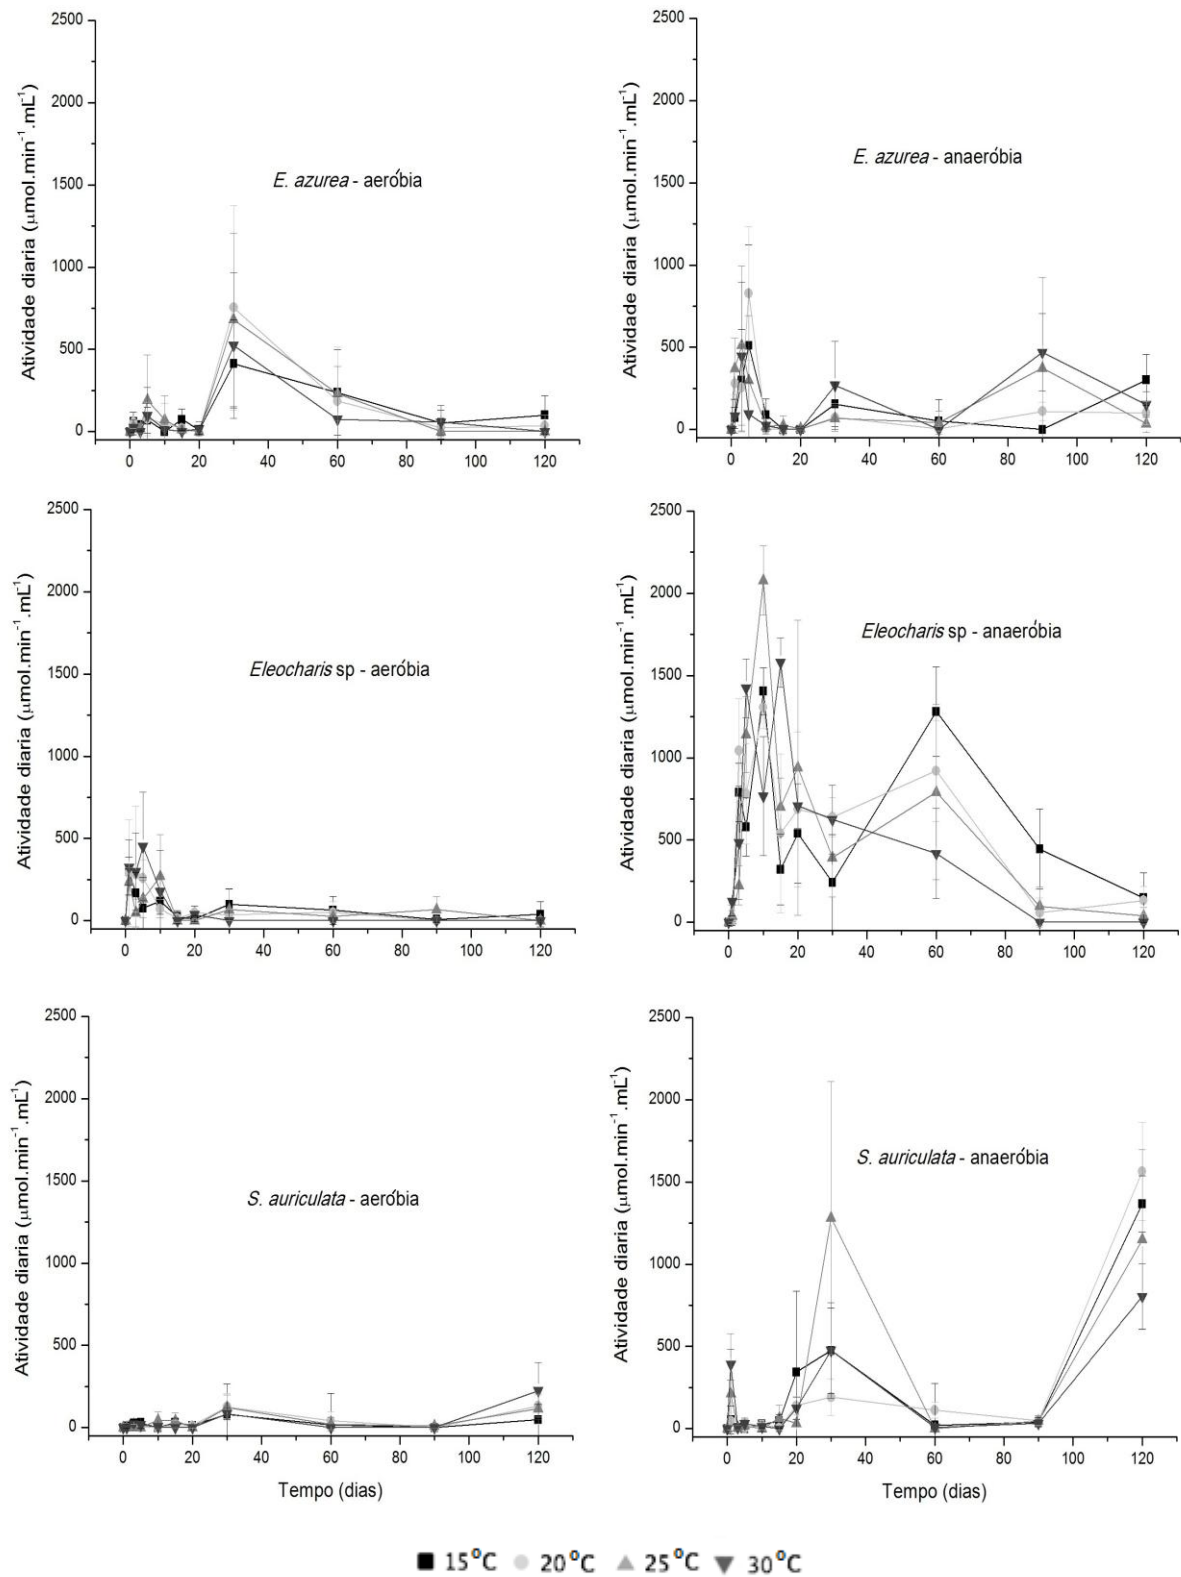 2500
2000
1500
1000
500
0
0 20 40 60 80 100 120
Atividade diaria (μmol.min⁻¹.mL⁻¹)
E. azurea - aeróbia
2500
2000
1500
1000
500
0
0 20 40 60 80 100 120
Atividade diaria (μmol.min⁻¹.mL⁻¹)
E. azurea - anaeróbia
2500
2000
1500
1000
500
0
0 20 40 60 80 100 120
Atividade diaria (μmol.min⁻¹.mL⁻¹)
Eleocharis sp - aeróbia
2500
2000
1500
1000
500
0
0 20 40 60 80 100 120
Atividade diaria (μmol.min⁻¹.mL⁻¹)
Eleocharis sp - anaeróbia
2500
2000
1500
1000
500
0
0 20 40 60 80 100 120
Atividade diaria (μmol.min⁻¹.mL⁻¹)
S. auriculata - aeróbia
Tempo (dias)
2500
2000
1500
1000
500
0
0 20 40 60 80 100 120
Atividade diaria (μmol.min⁻¹.mL⁻¹)
S. auriculata - anaeróbia
Tempo (dias)
15°C 20°C 25°C 30°C